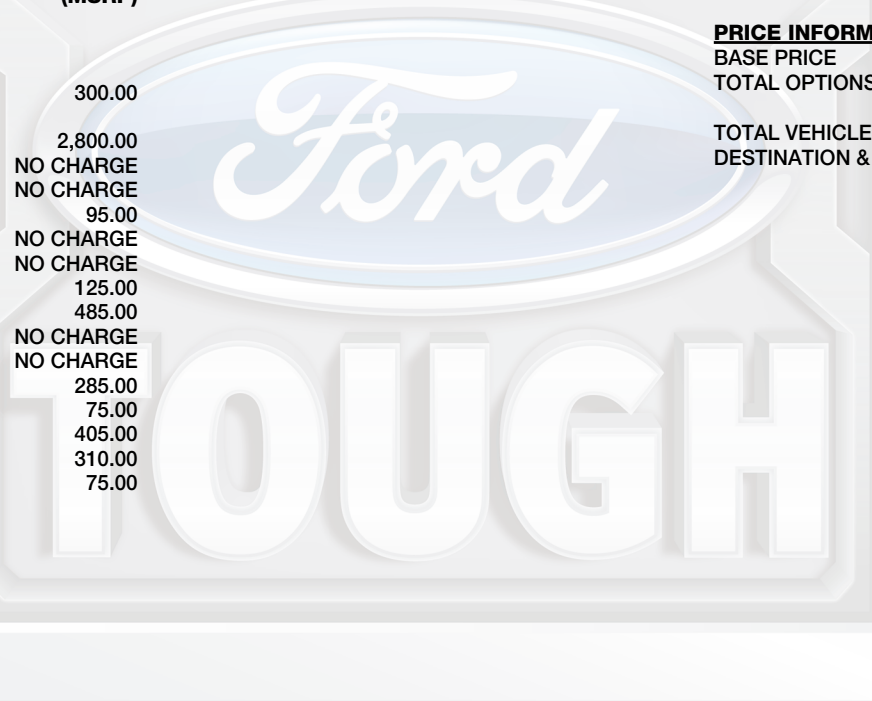 (MSRP)
300.00
2,800.00
NO CHARGE
NO CHARGE
95.00
NO CHARGE
NO CHARGE
125.00
485.00
NO CHARGE
NO CHARGE
285.00
75.00
405.00
310.00
75.00
PRICE INFORM
BASE PRICE
TOTAL OPTIONS
TOTAL VEHICLE
DESTINATION &
Ford
TOUGH